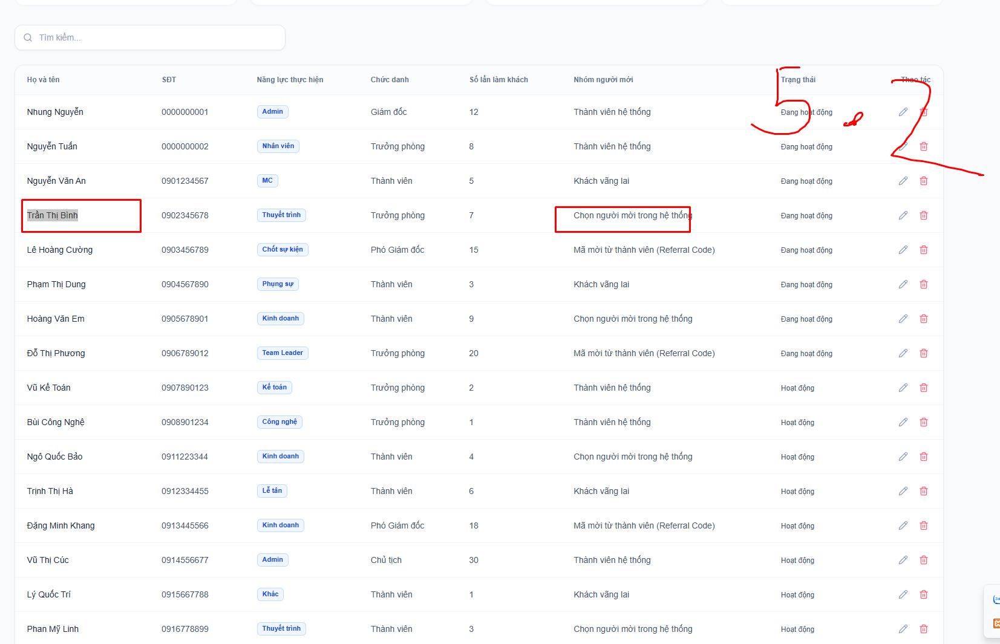 Tìm kiếm...
Họ và tên SĐT Năng lực thực hiện Chức danh Số lần làm khách Nhóm người mới Trạng thái Thao tác
Nhung Nguyễn 0000000001 Admin Giám đốc 12 Thành viên hệ thống Đang hoạt động
Nguyễn Tuấn 0000000002 Nhân viên Trưởng phòng 8 Thành viên hệ thống Đang hoạt động
5.2
Nguyễn Văn An 0901234567 MC Thành viên 5 Khách vãng lai Đang hoạt động
Trần Thị Bình 0902345678 Thuyết trình Trưởng phòng 7 Chọn người mời trong hệ thống Đang hoạt động
Lê Hoàng Cường 0903456789 Chốt sự kiện Phó Giám đốc 15 Mã mời từ thành viên (Referral Code) Đang hoạt động
Phạm Thị Dung 0904567890 Phụng sự Thành viên 3 Khách vãng lai Đang hoạt động
Hoàng Văn Em 0905678901 Kinh doanh Thành viên 9 Chọn người mời trong hệ thống Đang hoạt động
Đỗ Thị Phương 0906789012 Team Leader Trưởng phòng 20 Mã mời từ thành viên (Referral Code) Đang hoạt động
Vũ Kế Toán 0907890123 Kế toán Trưởng phòng 2 Thành viên hệ thống Hoạt động
Bùi Công Nghệ 0908901234 Công nghệ Trưởng phòng 1 Thành viên hệ thống Hoạt động
Ngô Quốc Bảo 0911223344 Kinh doanh Thành viên 4 Chọn người mời trong hệ thống Hoạt động
Trịnh Thị Hà 0912334455 Lễ tân Thành viên 6 Khách vãng lai Hoạt động
Đặng Minh Khang 0913445566 Kinh doanh Phó Giám đốc 18 Mã mời từ thành viên (Referral Code) Hoạt động
Vũ Thị Cúc 0914556677 Admin Chủ tịch 30 Thành viên hệ thống Hoạt động
Lý Quốc Trí 0915667788 Khác Thành viên 1 Khách vãng lai Hoạt động
Phan Mỹ Linh 0916778899 Thuyết trình Thành viên 3 Chọn người mời trong hệ thống Hoạt động